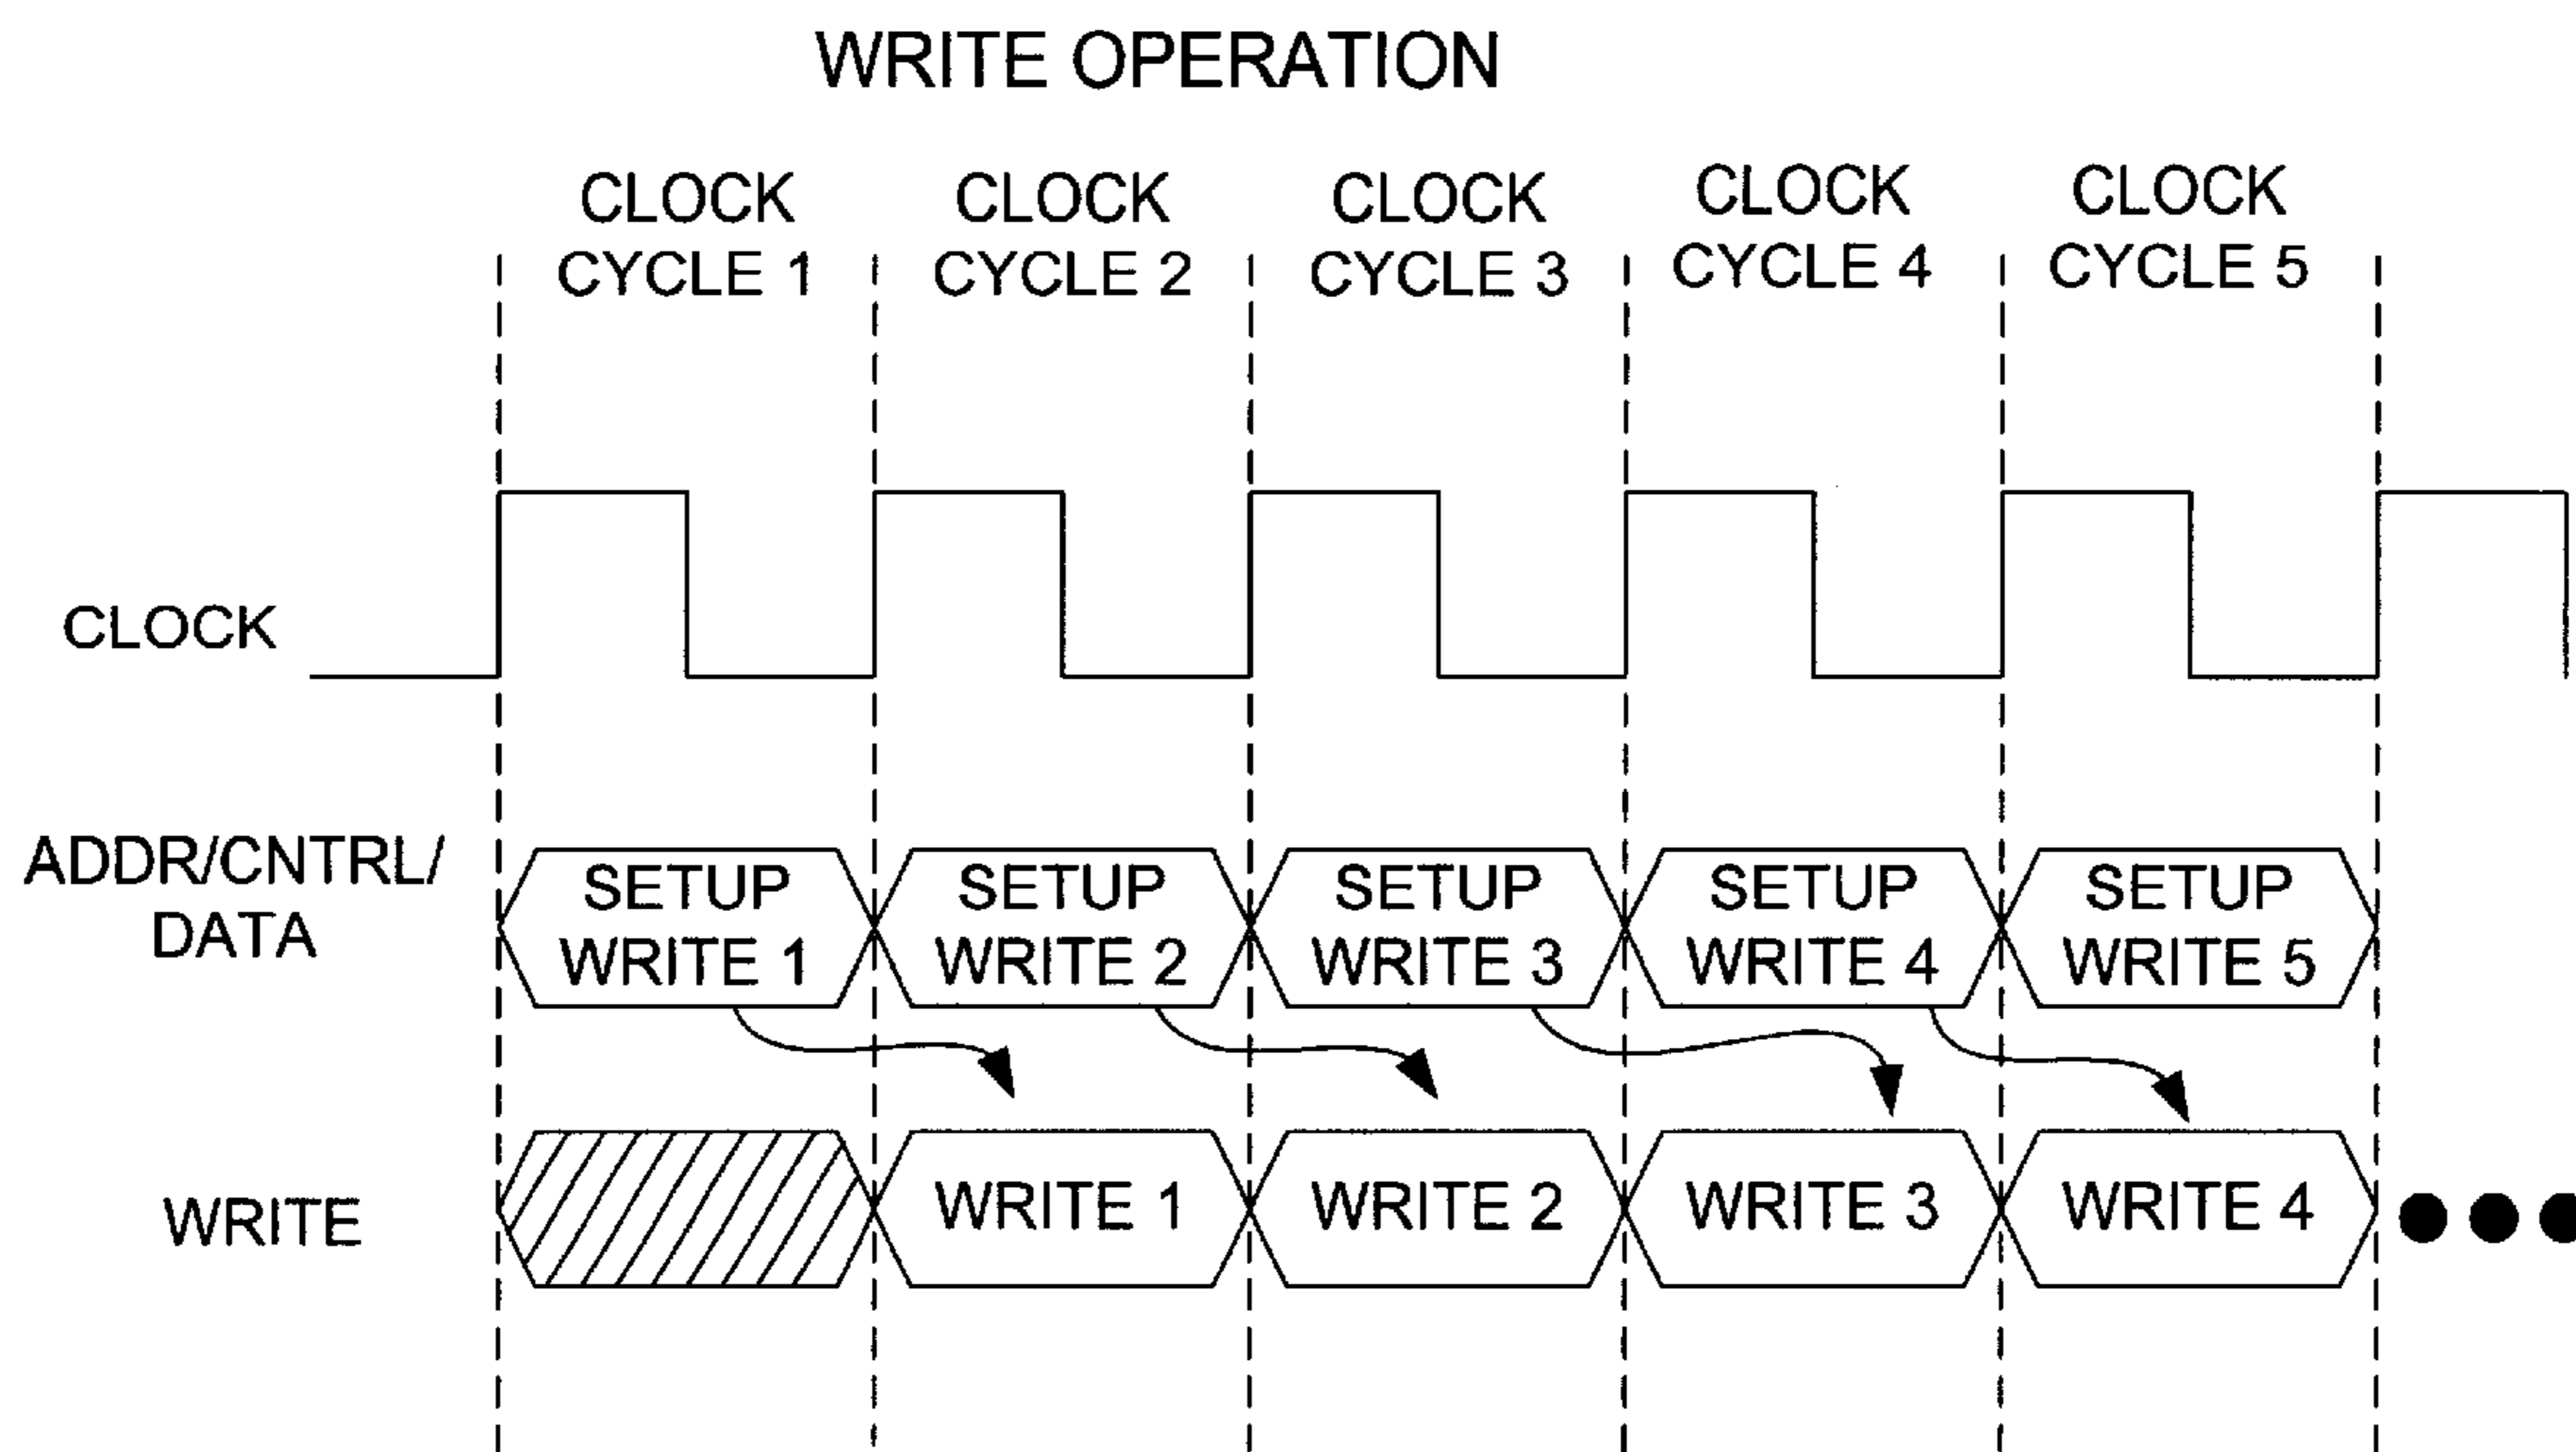 WRITE OPERATION
CLOCK
CYCLE 1
CLOCK
CYCLE 2
CLOCK
CYCLE 3
CLOCK
CYCLE 4
CLOCK
CYCLE 5
CLOCK
ADDR/CNTRL/
DATA
SETUP
WRITE 1
SETUP
WRITE 2
SETUP
WRITE 3
SETUP
WRITE 4
SETUP
WRITE 5
WRITE
WRITE 1
WRITE 2
WRITE 3
WRITE 4